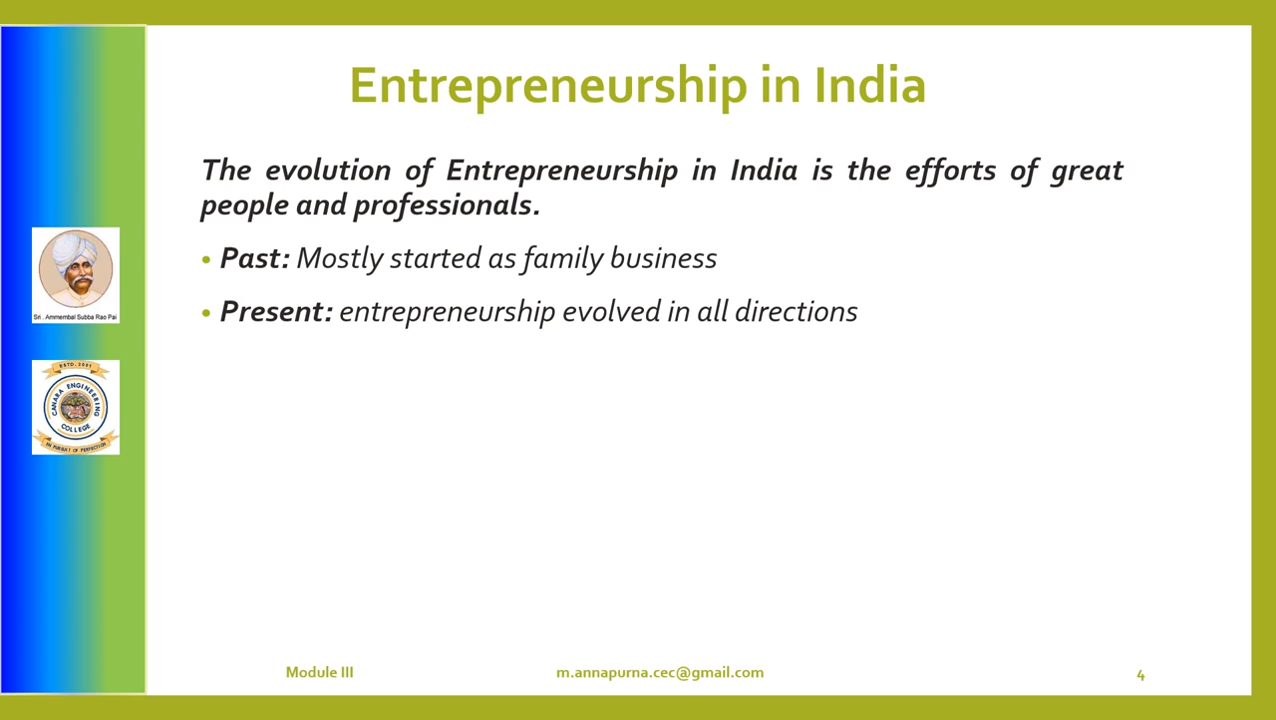 Entrepreneurship in India
The evolution of Entrepreneurship in India is the efforts of great
people and professionals.
• Past: Mostly started as family business
• Present: entrepreneurship evolved in all directions
Sri . Ammembal Subba Rao Pai
ESTD. 2001
CANARA ENGINEERING
COLLEGE
IN PURSUIT OF PERFECTION
Module III
m.annapurna.cec@gmail.com
4